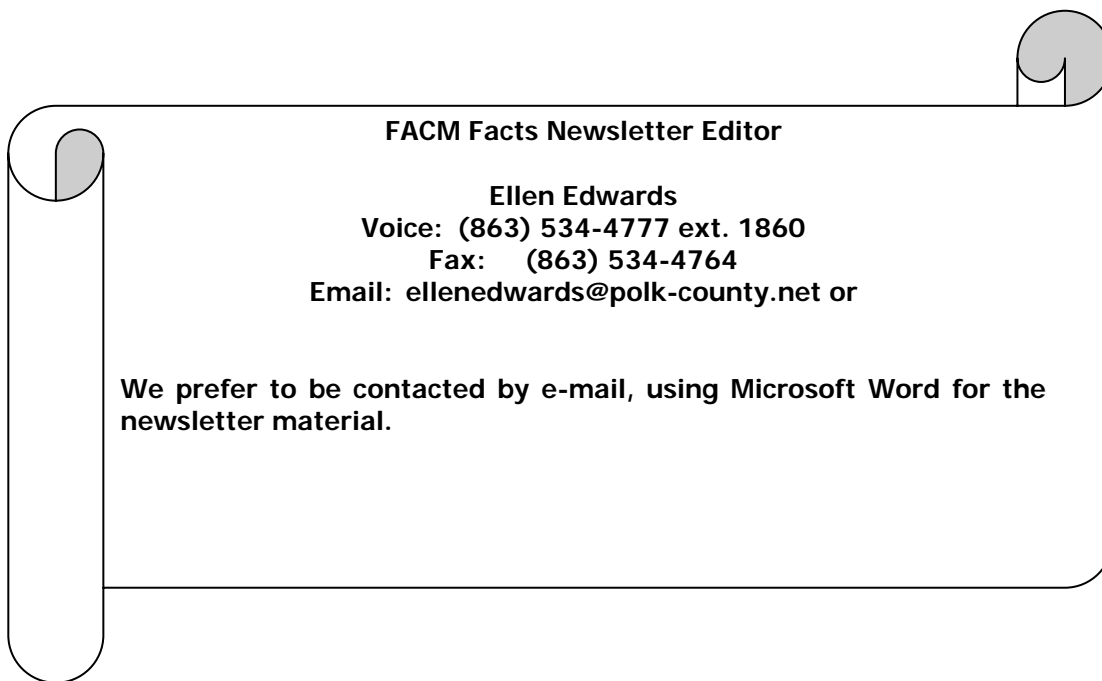 FACM Facts Newsletter Editor
Ellen Edwards
Voice: (863) 534-4777 ext. 1860
Fax: (863) 534-4764
Email: ellenedwards@polk-county.net or
We prefer to be contacted by e-mail, using Microsoft Word for the
newsletter material.